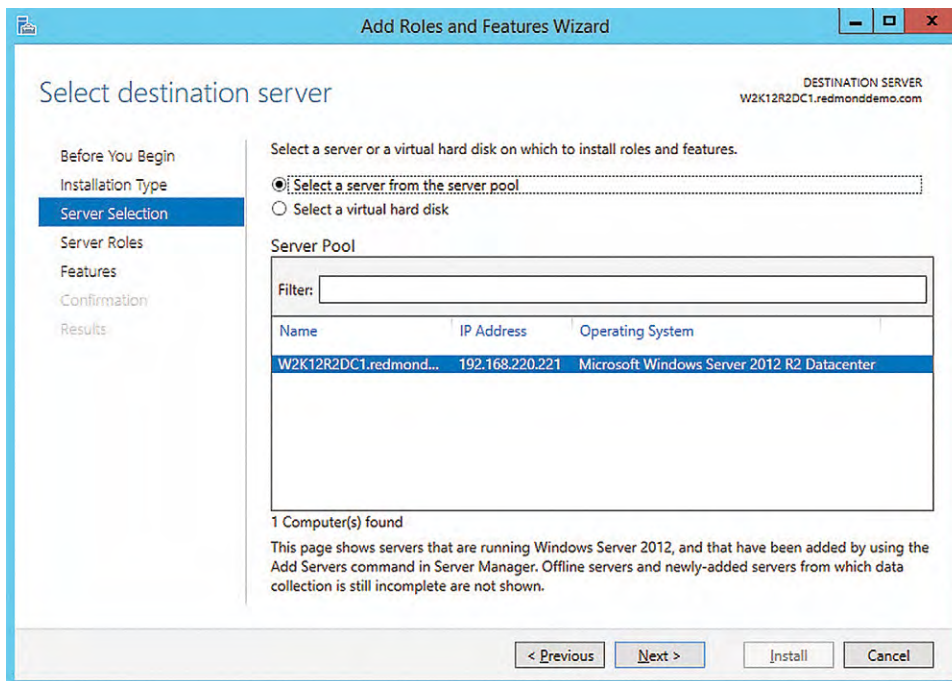 Add Roles and Features Wizard
Select destination server
DESTINATION SERVER
W2K12R2DC1.redmonddemo.com
Before You Begin
Installation Type
Server Selection
Server Roles
Features
Confirmation
Results
Select a server or a virtual hard disk on which to install roles and features.
Select a server from the server pool
Select a virtual hard disk
Server Pool
Filter:
Name IP Address Operating System
W2K12R2DC1.redmond... 192.168.220.221 Microsoft Windows Server 2012 R2 Datacenter
1 Computer(s) found
This page shows servers that are running Windows Server 2012, and that have been added by using the
Add Servers command in Server Manager. Offline servers and newly-added servers from which data
collection is still incomplete are not shown.
< Previous Next > Install Cancel